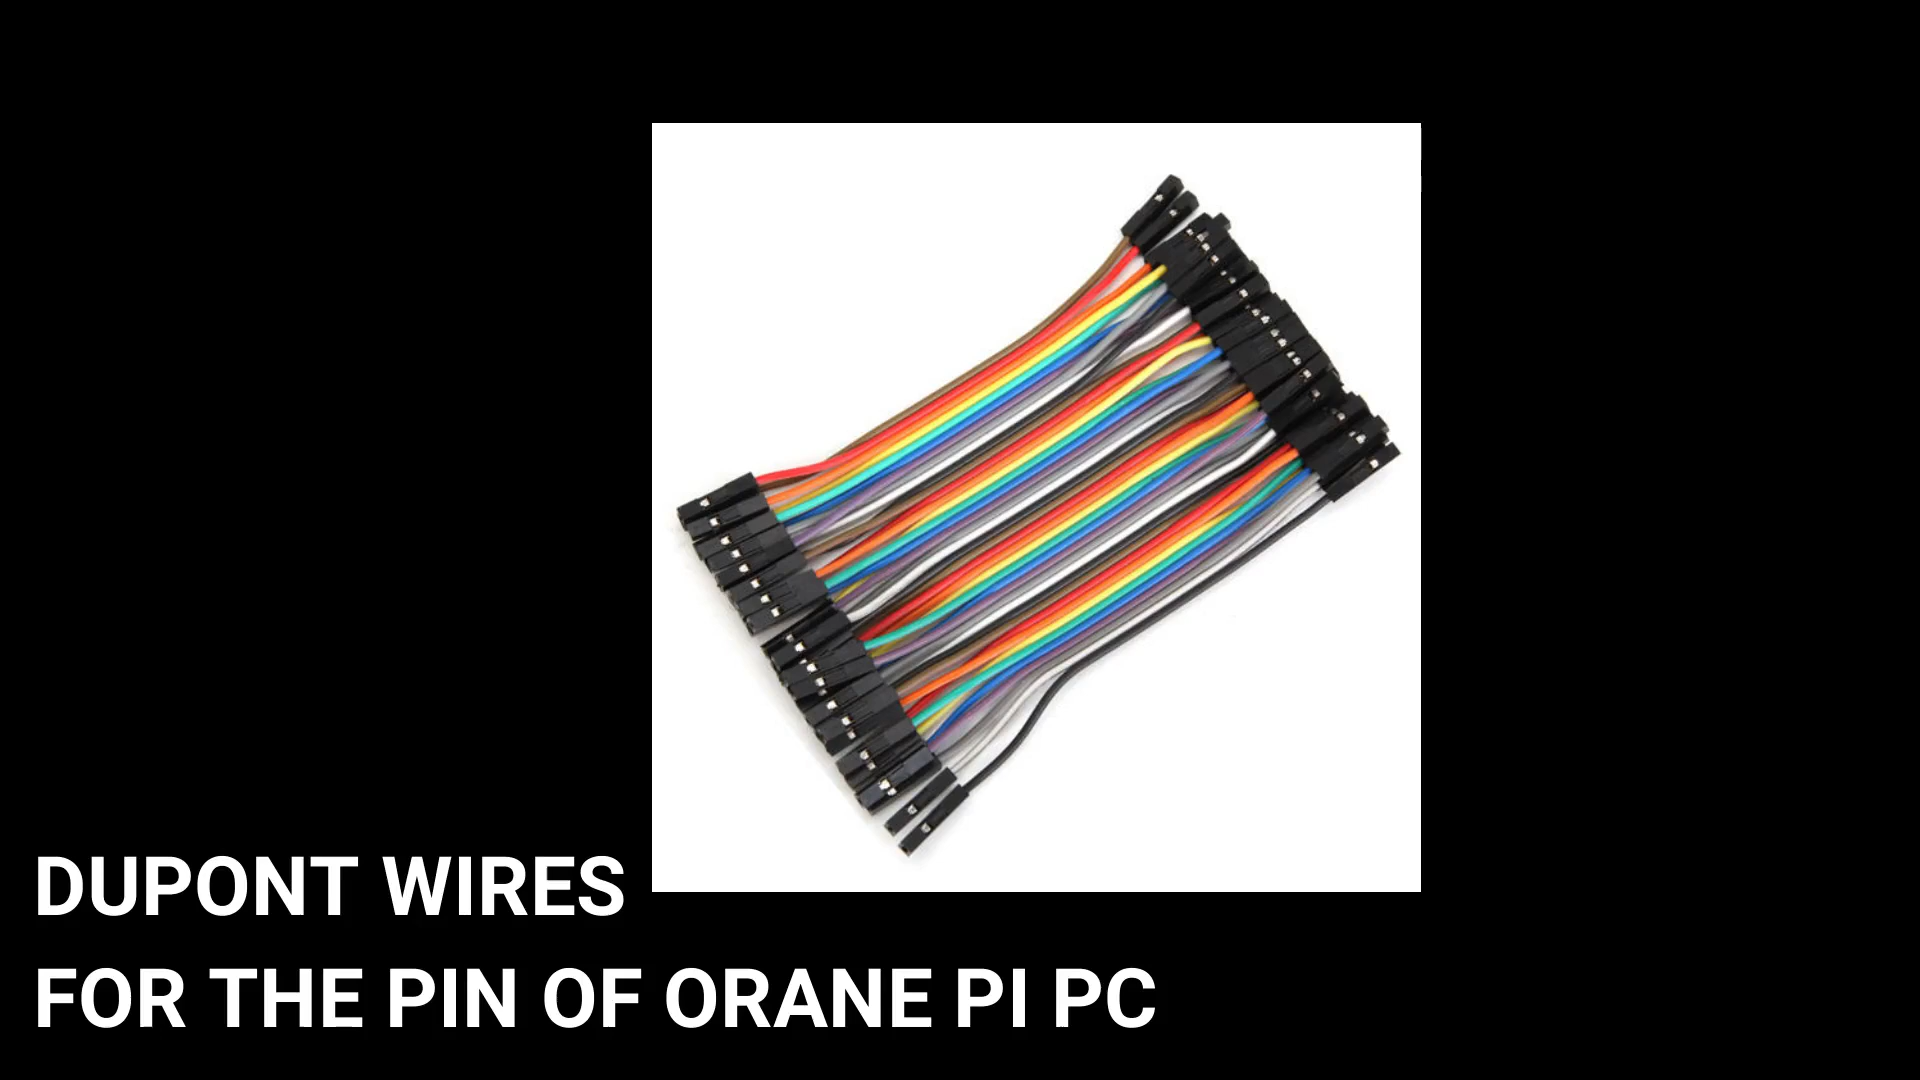 DUPONT WIRES
FOR THE PIN OF ORANE PI PC